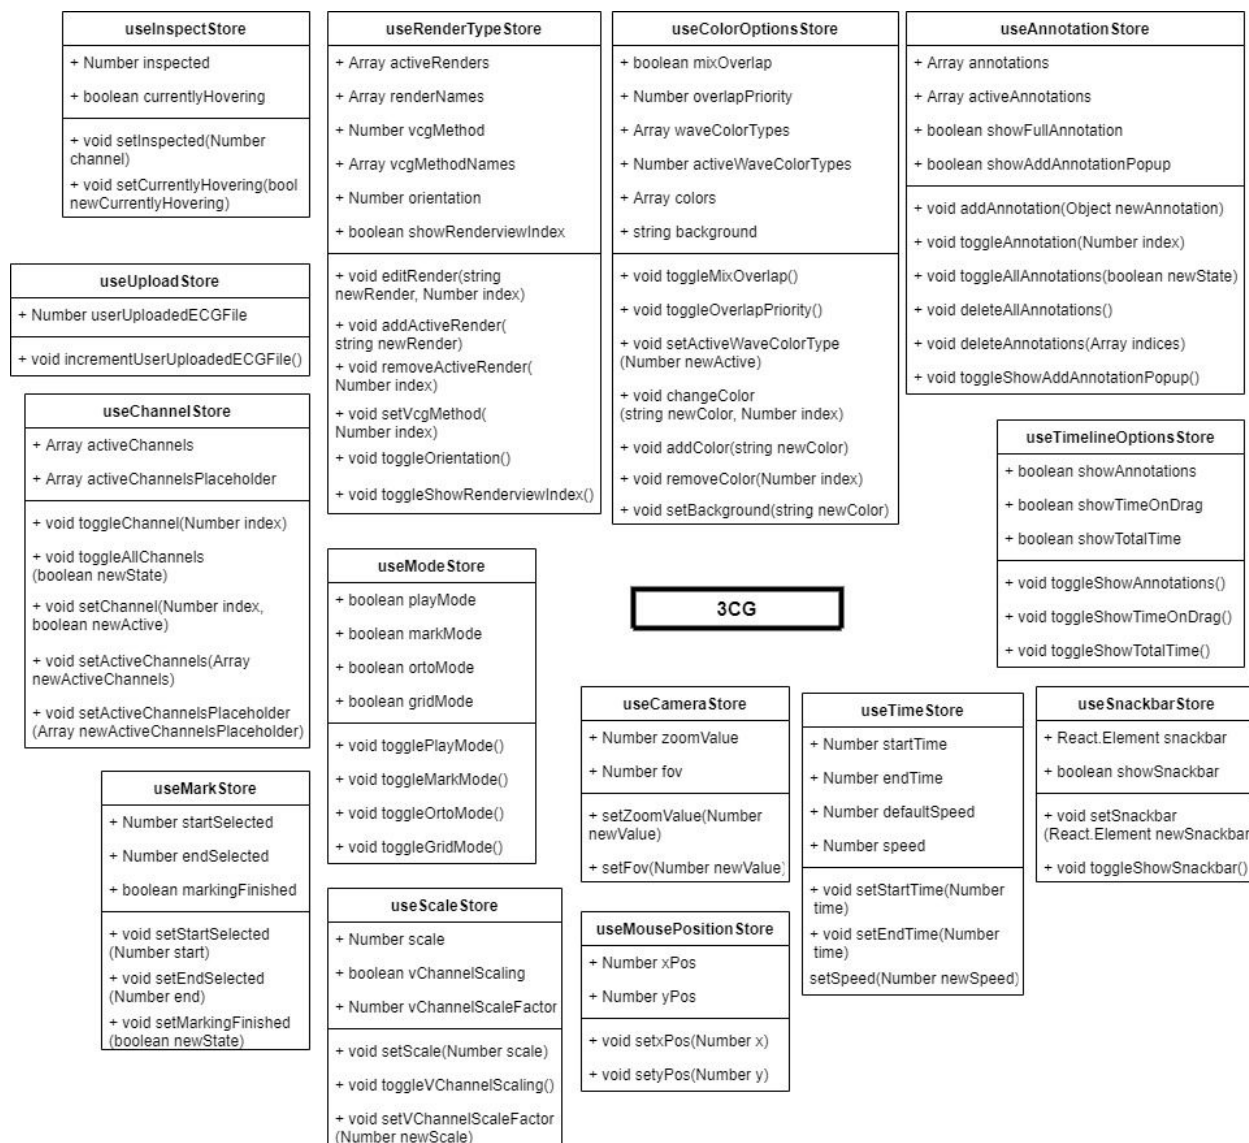 useInspectStore
+ Number inspected
+ boolean currentlyHovering
+ void setInspected(Number
channel)
+ void setCurrentlyHovering(bool
newCurrentlyHovering)
useRenderTypeStore
+ Array activeRenders
+ Array renderNames
+ Number vcgMethod
+ Array vcgMethodNames
+ Number orientation
+ boolean showRenderviewIndex
+ void editRender(string
newRender, Number index)
+ void addActiveRender(
string newRender)
+ void removeActiveRender(
Number index)
+ void setVcgMethod(
Number index)
+ void toggleOrientation()
+ void toggleShowRenderviewIndex()
useColorOptionsStore
+ boolean mixOverlap
+ Number overlapPriority
+ Array waveColorTypes
+ Number activeWaveColorTypes
+ Array colors
+ string background
+ void toggleMixOverlap()
+ void toggleOverlapPriority()
+ void setActiveWaveColorType
(Number newActive)
+ void changeColor
(string newColor, Number index)
+ void addColor(string newColor)
+ void removeColor(Number index)
+ void setBackground(string newColor)
useAnnotationStore
+ Array annotations
+ Array activeAnnotations
+ boolean showFullAnnotation
+ boolean showAddAnnotationPopup
+ void addAnnotation(Object newAnnotation)
+ void toggleAnnotation(Number index)
+ void toggleAllAnnotations(boolean newState)
+ void deleteAllAnnotations()
+ void deleteAnnotations(Array indices)
+ void toggleShowAddAnnotationPopup()
useUploadStore
+ Number userUploadedECGFile
+ void incrementUserUploadedECGFile()
useChannelStore
+ Array activeChannels
+ Array activeChannelsPlaceholder
+ void toggleChannel(Number index)
+ void toggleAllChannels
(boolean newState)
+ void setChannel(Number index,
boolean newActive)
+ void setActiveChannels(Array
newActiveChannels)
+ void setActiveChannelsPlaceholder
(Array newActiveChannelsPlaceholder)
useModeStore
+ boolean playMode
+ boolean markMode
+ boolean ortoMode
+ boolean gridMode
+ void togglePlayMode()
+ void toggleMarkMode()
+ void toggleOrtoMode()
+ void toggleGridMode()
3CG
useTimelineOptionsStore
+ boolean showAnnotations
+ boolean showTimeOnDrag
+ boolean showTotalTime
+ void toggleShowAnnotations()
+ void toggleShowTimeOnDrag()
+ void toggleShowTotalTime()
useMarkStore
+ Number startSelected
+ Number endSelected
+ boolean markingFinished
+ void setStartSelected
(Number start)
+ void setEndSelected
(Number end)
+ void setMarkingFinished
(boolean newState)
useScaleStore
+ Number scale
+ boolean vChannelScaling
+ Number vChannelScaleFactor
+ void setScale(Number scale)
+ void toggleVChannelScaling()
+ void setVChannelScaleFactor
(Number newScale)
useCameraStore
+ Number zoomValue
+ Number fov
+ setZoomValue(Number
newValue)
+ setFov(Number newValue)
useMousePositionStore
+ Number xPos
+ Number yPos
+ void setxPos(Number x)
+ void setyPos(Number y)
useTimeStore
+ Number startTime
+ Number endTime
+ Number defaultSpeed
+ Number speed
+ void setStartTime(Number
time)
+ void setEndTime(Number
time)
setSpeed(Number newSpeed)
useSnackbarStore
+ React.Element snackbar
+ boolean showSnackbar
+ void setSnackbar
(React.Element newSnackbar
+ void toggleShowSnackbar()